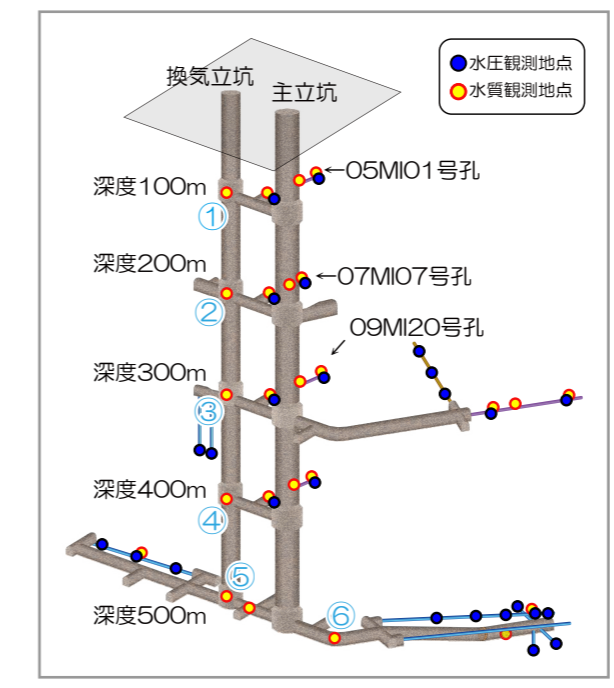 水圧観測地点
水質観測地点
換気立坑
主立坑
深度100m
←05MI01号孔
①
深度200m
←07MI07号孔
②
09MI20号孔
深度300m
③
深度400m
④
⑤
深度500m
⑥